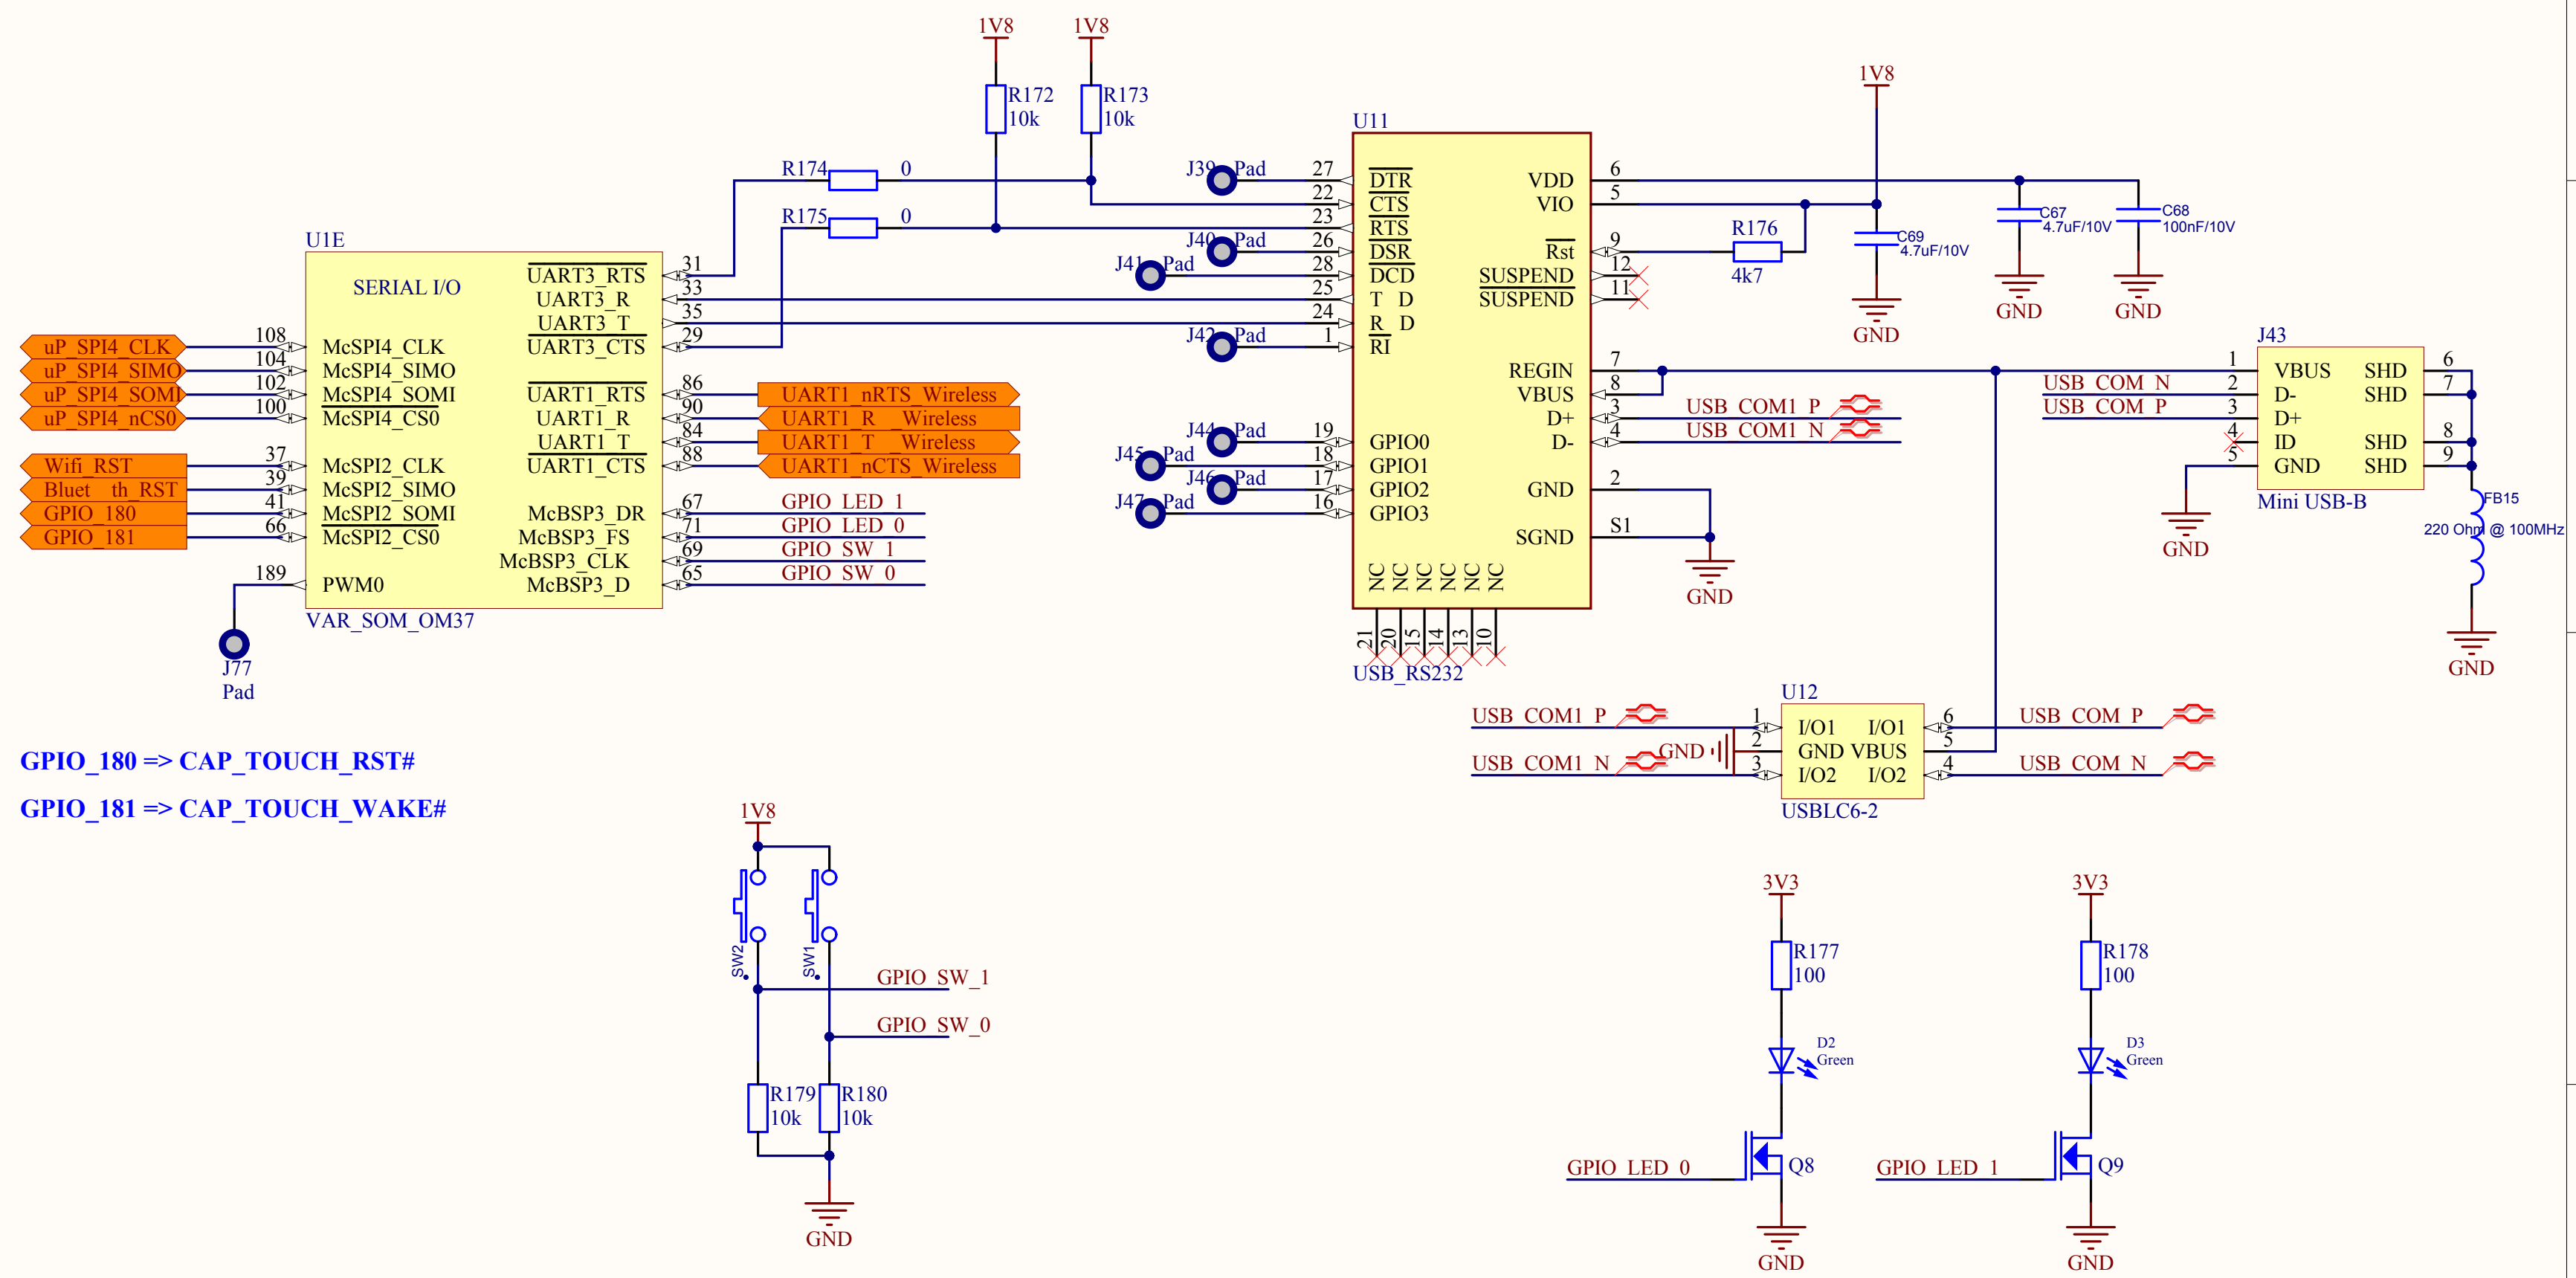 1V8
1V8
R172
10k
R173
10k
R174
0
R175
0
U1E
SERIAL I/O
UART3_RTS
31
UART3_R
33
UART3_T
35
UART3_CTS
29
UART1_RTS
86
UART1_nRTS_Wireless
UART1_R
90
UART1_R _Wireless
UART1_T
84
UART1_T _Wireless
UART1_CTS
88
UART1_nCTS_Wireless
McBSP3_DR
67
GPIO_LED_1
McBSP3_FS
71
GPIO_LED_0
McBSP3_CLK
69
GPIO_SW_1
McBSP3_D
65
GPIO_SW_0
uP_SPI4_CLK
108
McSPI4_CLK
uP_SPI4_SIMO
104
McSPI4_SIMO
uP_SPI4_SOMI
102
McSPI4_SOMI
uP_SPI4_nCS0
100
McSPI4_CS0
Wifi_RST
37
McSPI2_CLK
Bluet th_RST
39
McSPI2_SIMO
GPIO_180
41
McSPI2_SOMI
GPIO_181
66
McSPI2_CS0
189
PWM0
VAR_SOM_OM37
J77
Pad
GPIO_180 => CAP_TOUCH_RST#
GPIO_181 => CAP_TOUCH_WAKE#
U11
J39 Pad
27
DTR
22
CTS
23
RTS
J40 Pad
26
DSR
J41 Pad
28
DCD
25
T D
24
R D
J42 Pad
1
RI
J44 Pad
19
GPIO0
J45 Pad
18
GPIO1
J46 Pad
17
GPIO2
J47 Pad
16
GPIO3
VDD
6
VIO
5
Rst
9
SUSPEND
12
SUSPEND
11
REGIN
7
VBUS
8
D+
3
USB_COM1_P
D-
4
USB_COM1_N
GND
2
SGND
S1
GND
NC NC NC NC NC NC
21 20 15 14 13 10
USB_RS232
1V8
R176
4k7
C69
4.7uF/10V
GND
C67
4.7uF/10V
GND
C68
100nF/10V
GND
J43
1
VBUS
USB_COM_N
2
D-
USB_COM_P
3
D+
4
ID
5
GND
SHD
6
SHD
7
SHD
8
SHD
9
Mini USB-B
GND
FB15
220 Ohm @ 100MHz
GND
U12
USB_COM1_P
1
I/O1
GND
2
GND
USB_COM1_N
3
I/O2
I/O1
6
USB_COM_P
VBUS
5
I/O2
4
USB_COM_N
USBLC6-2
1V8
SW2
SW1
GPIO_SW_1
GPIO_SW_0
R179
10k
R180
10k
GND
3V3
R177
100
D2
Green
GPIO_LED_0
Q8
GND
3V3
R178
100
D3
Green
GPIO_LED_1
Q9
GND